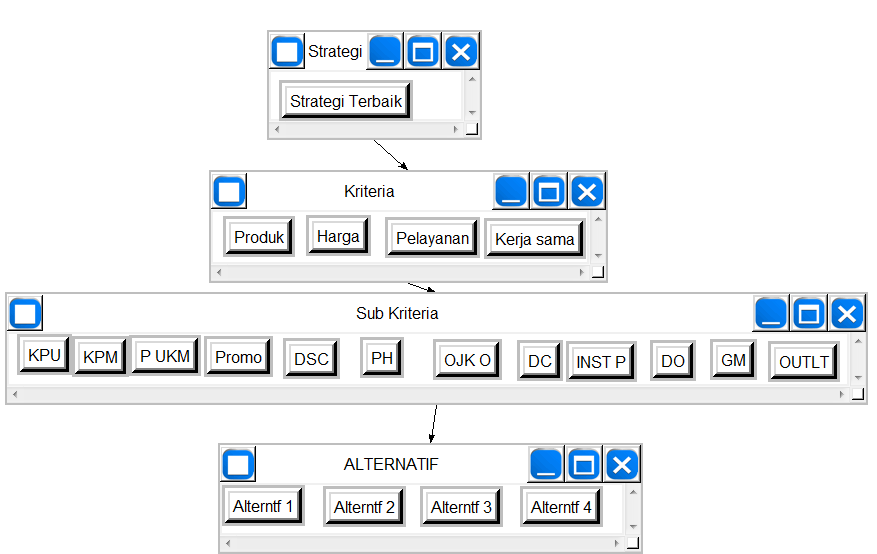 Strategi
Strategi Terbaik
Kriteria
Produk Harga Pelayanan Kerja sama
Sub Kriteria
KPU KPM P UKM Promo DSC PH OJK O DC INST P DO GM OUTLT
ALTERNATIF
Alterntf 1 Alterntf 2 Alterntf 3 Alterntf 4